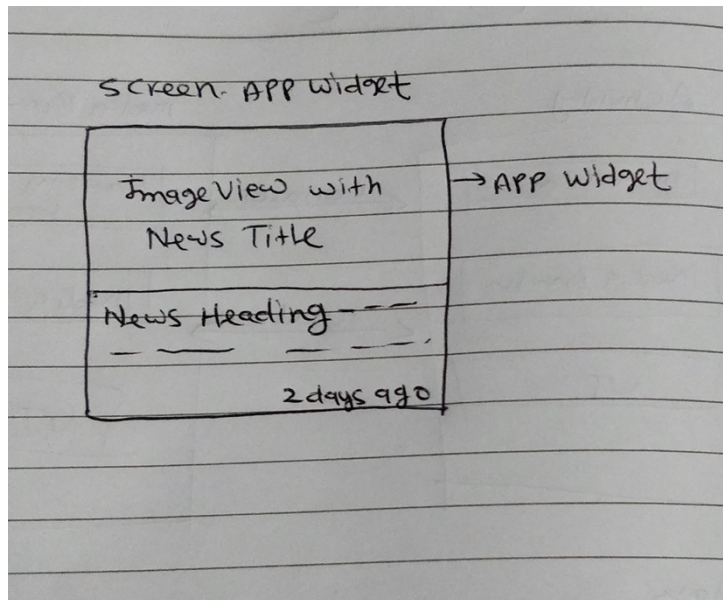 Screen. APP Widget
ImageView with
News Title
→ APP Widget
News Heading ----
2 days ago